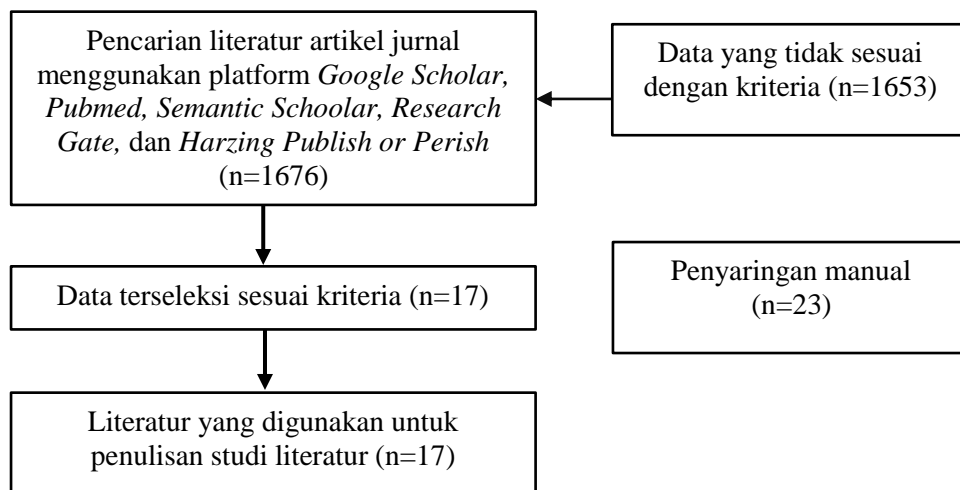 Pencarian literatur artikel jurnal
menggunakan platform Google Scholar,
Pubmed, Semantic Schoolar, Research
Gate, dan Harzing Publish or Perish
(n=1676)
Data yang tidak sesuai
dengan kriteria (n=1653)
Data terseleksi sesuai kriteria (n=17)
Penyaringan manual
(n=23)
Literatur yang digunakan untuk
penulisan studi literatur (n=17)